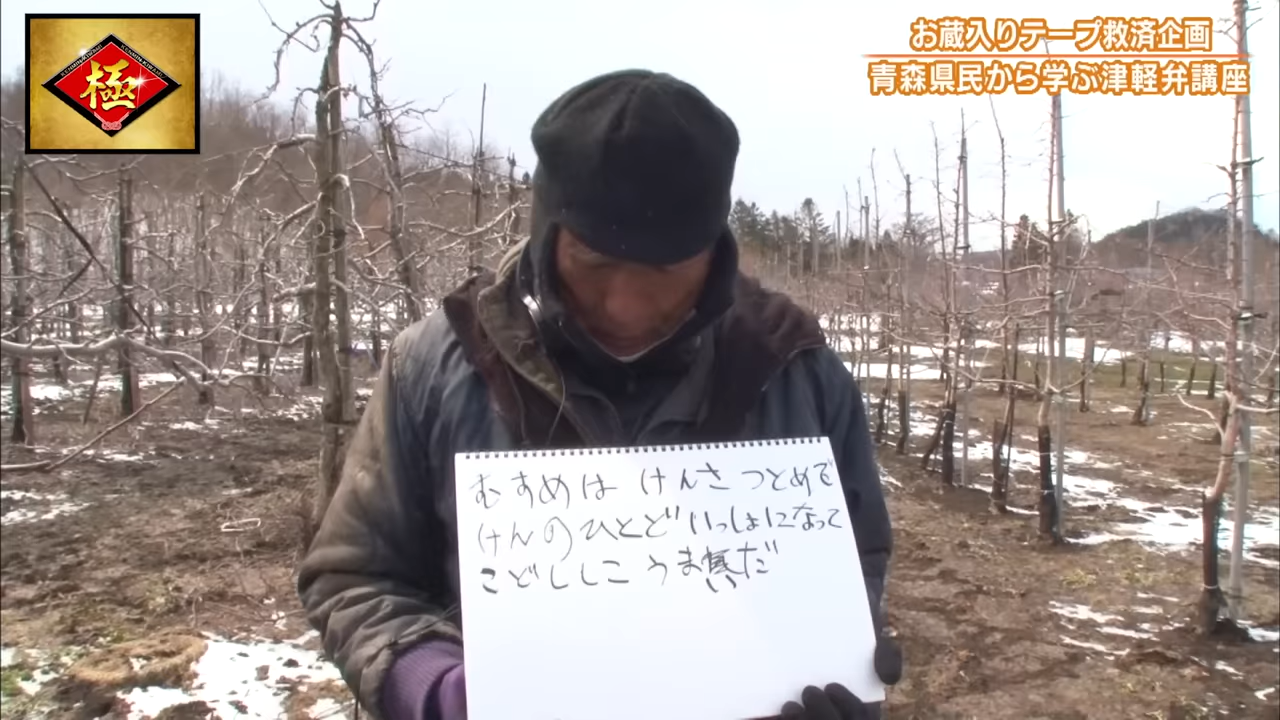 極
お蔵入りテープ救済企画
青森県民から学ぶ津軽弁講座
むすめは けんさ つとめで
けんのひとど いっしょになって
こどししこ うま だ